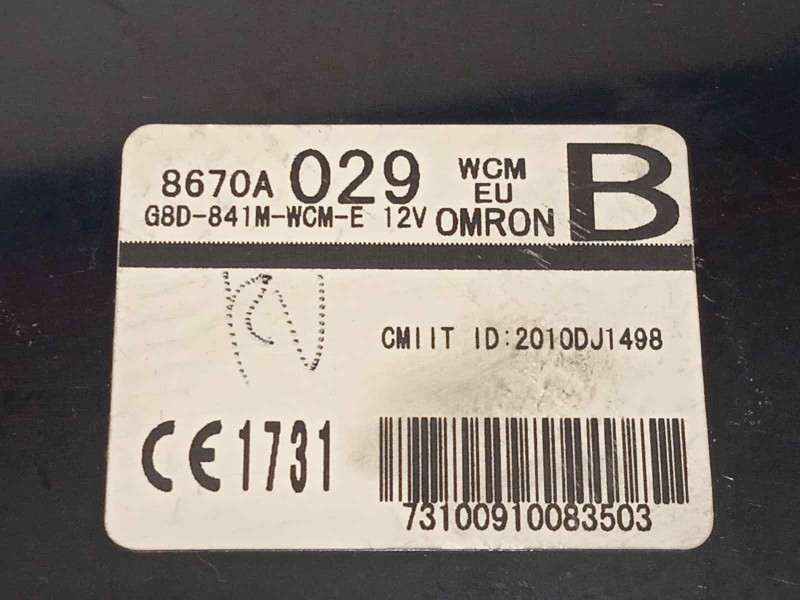 8670A 029 WCM EU B
G8D-841M-WCM-E 12V OMRON
CMIIT ID:2010DJ1498
CE 1731
73100910083503